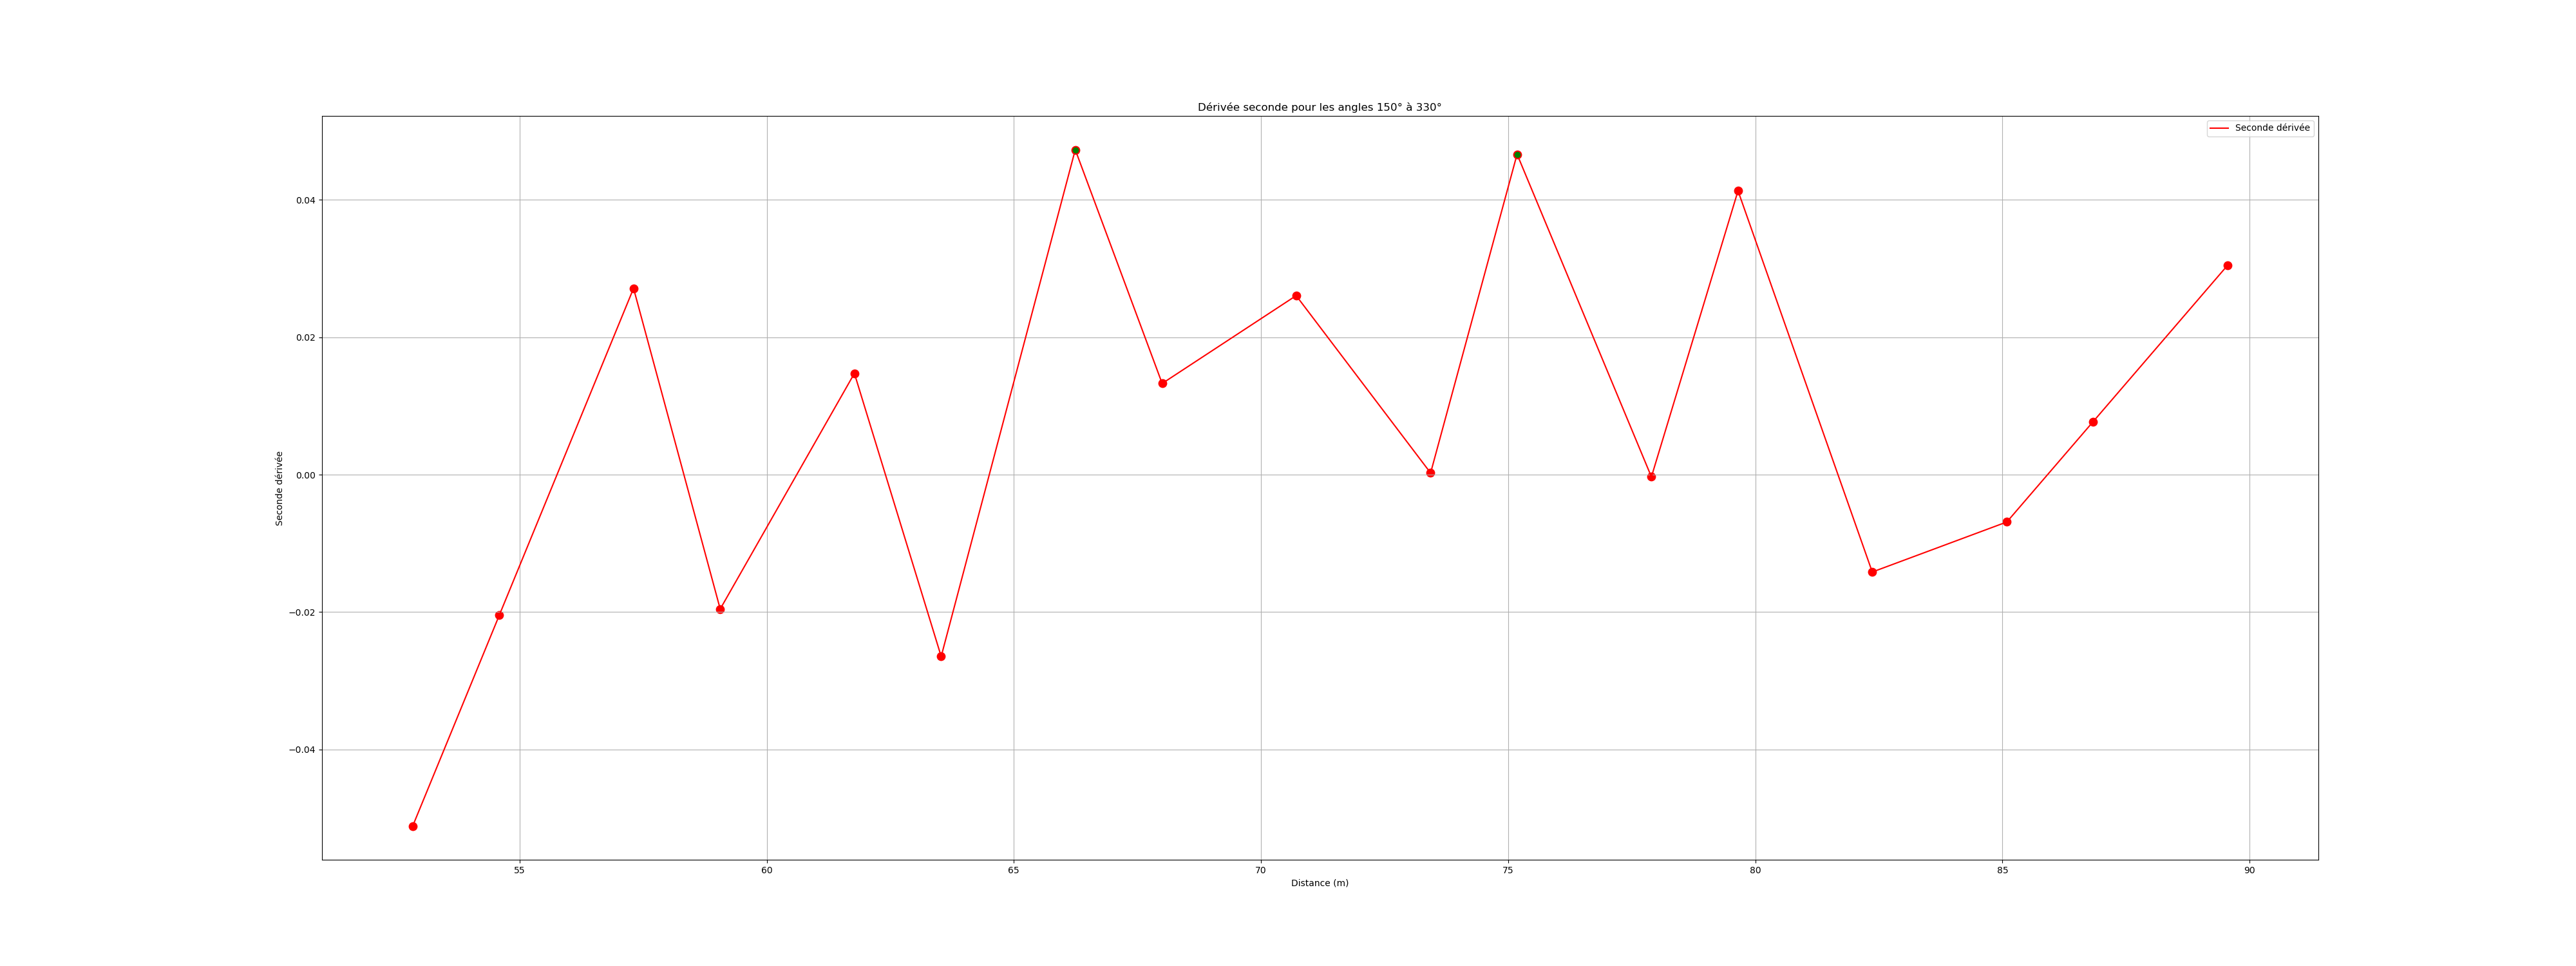 Dérivée seconde pour les angles 150° à 330°
Seconde dérivée
0.04
0.02
0.00
−0.02
−0.04
Seconde dérivée
55 60 65 70 75 80 85 90
Distance (m)